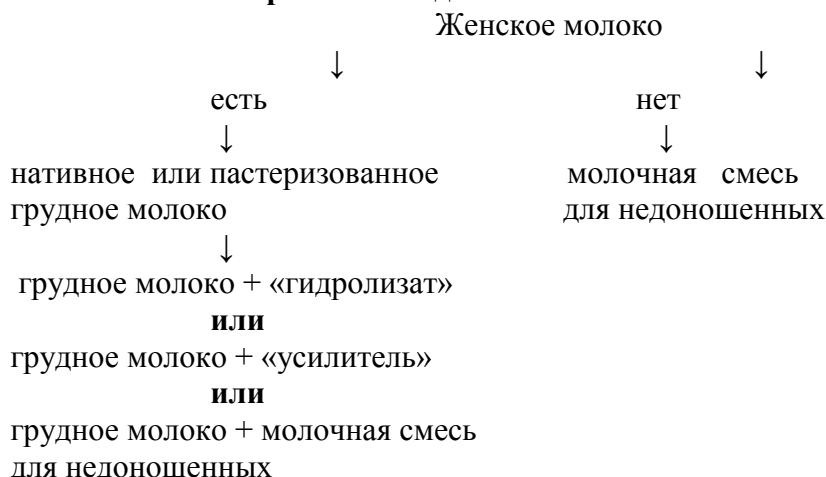 Женское молоко
↓ ↓
есть нет
↓ ↓
нативное или пастеризованное молочная смесь
грудное молоко для недоношенных
↓
грудное молоко + «гидролизат»
или
грудное молоко + «усилитель»
или
грудное молоко + молочная смесь
для недоношенных